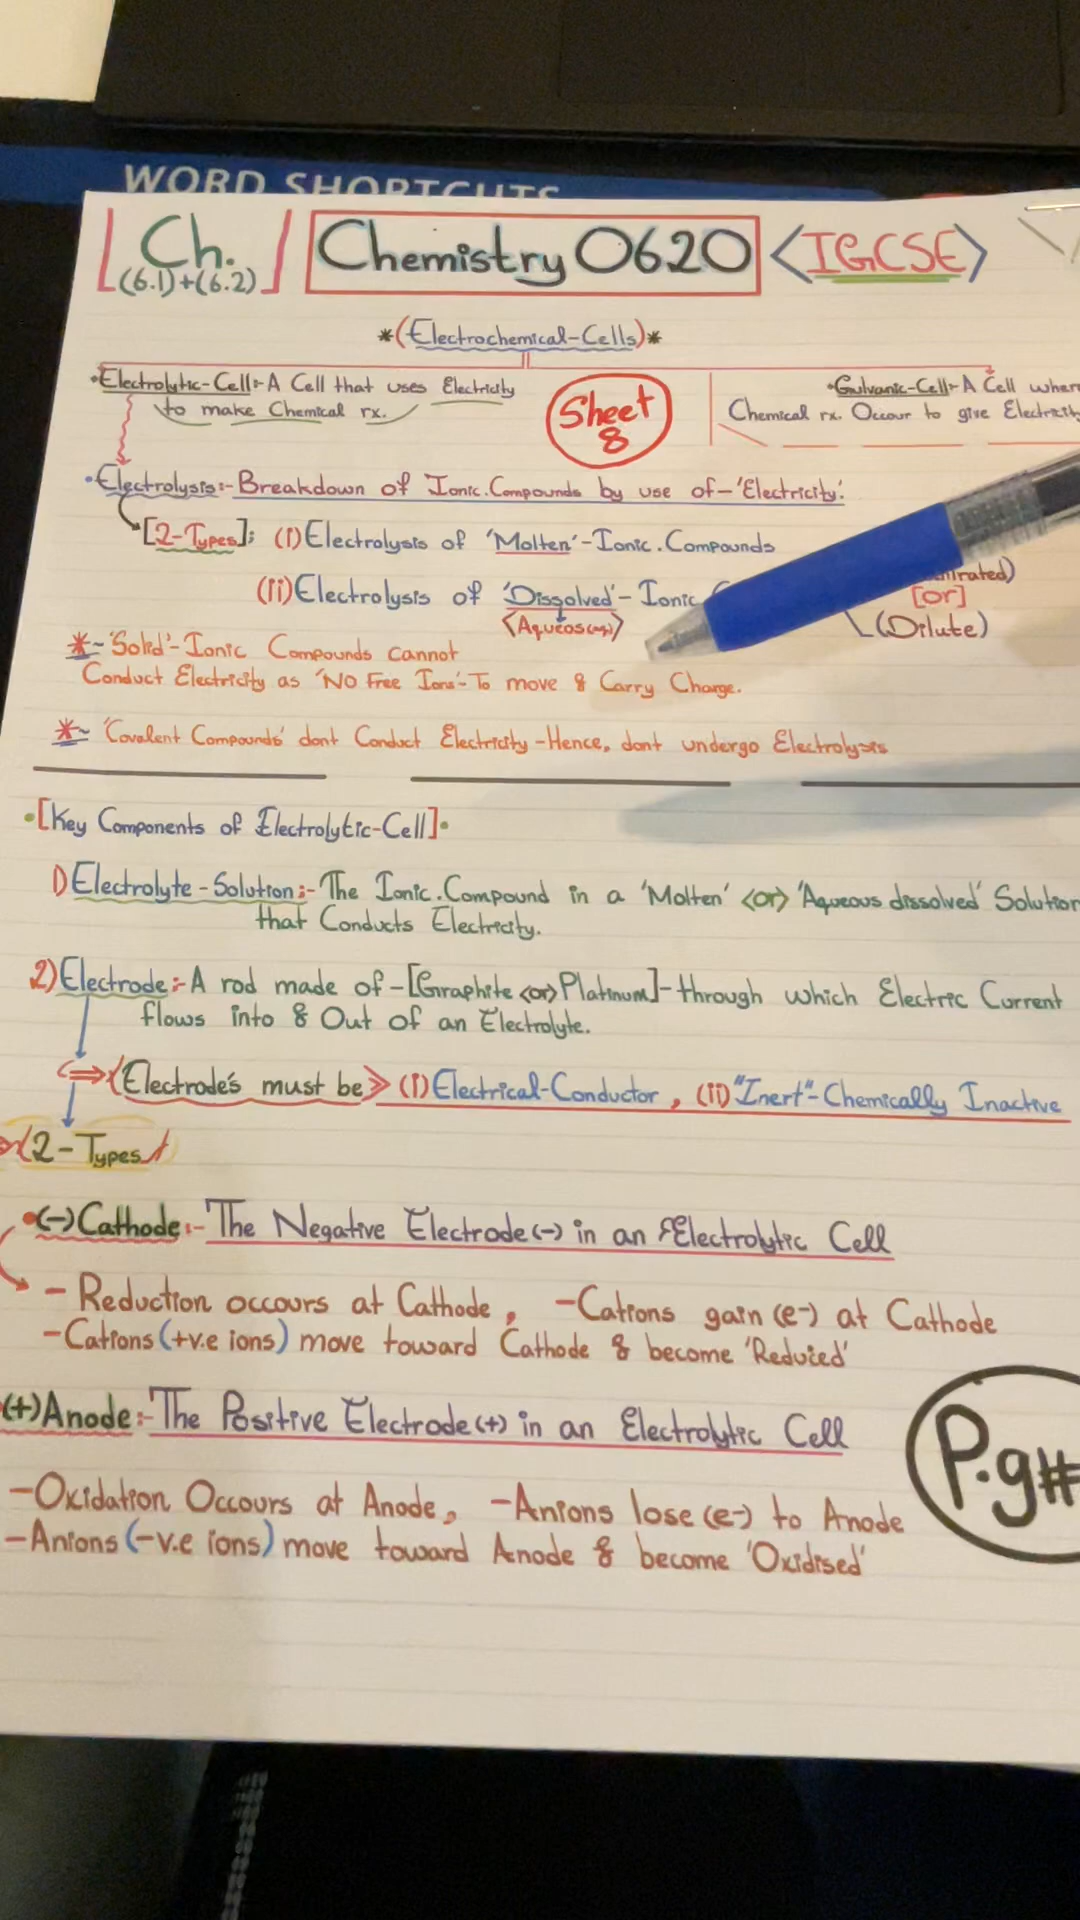 WORD SHORTCUTS
Ch.
(6.1)+(6.2)
Chemistry 0620
<IGCSE>
*(Electrochemical-Cells)*
•Electrolytic-Cell:-A Cell that uses Electricity
to make Chemical rx.
Sheet
8
•Gulvanic-Cell-A Cell wher
Chemical rx. Occour to give Electricity
•Electrolysis:-Breakdown of Ionic.Compounds by use of-'Electricity'.
[2-Types]: (i)Electrolysis of 'Molten'-Ionic.Compounds
(ii)Electrolysis of 'Dissolved'-Ionic
<Aqueos(aq)>
[or]
(Dilute)
*~'Solid'-Ionic Compounds cannot
Conduct Electricity as 'No Free Ions'-To move & Carry Charge.
*~ 'Covalent Compounds' dont Conduct Electricity-Hence, dont undergo Electrolysis
•[Key Components of Electrolytic-Cell]•
1)Electrolyte-Solution:-The Ionic.Compound in a 'Molten' <or> 'Aqueous dissolved' Solution
that Conducts Electricity.
2)Electrode:-A rod made of-[Graphite <or> Platinum]-through which Electric Current
flows into & Out of an Electrolyte.
(Electrode's must be>> (i)Electrical-Conductor, (ii)"Inert"-Chemically Inactive
(2-Types)
•(-)Cathode:-The Negative Electrode(-) in an Electrolytic Cell
-Reduction occours at Cathode, -Cations gain (e-) at Cathode
-Cations(+v.e ions) move toward Cathode & become 'Reduced'
(+)Anode:-The Positive Electrode(+) in an Electrolytic Cell
P.g#
-Oxidation Occours at Anode, -Anions lose (e-) to Anode
-Anions(-v.e ions) move toward Anode & become 'Oxidised'